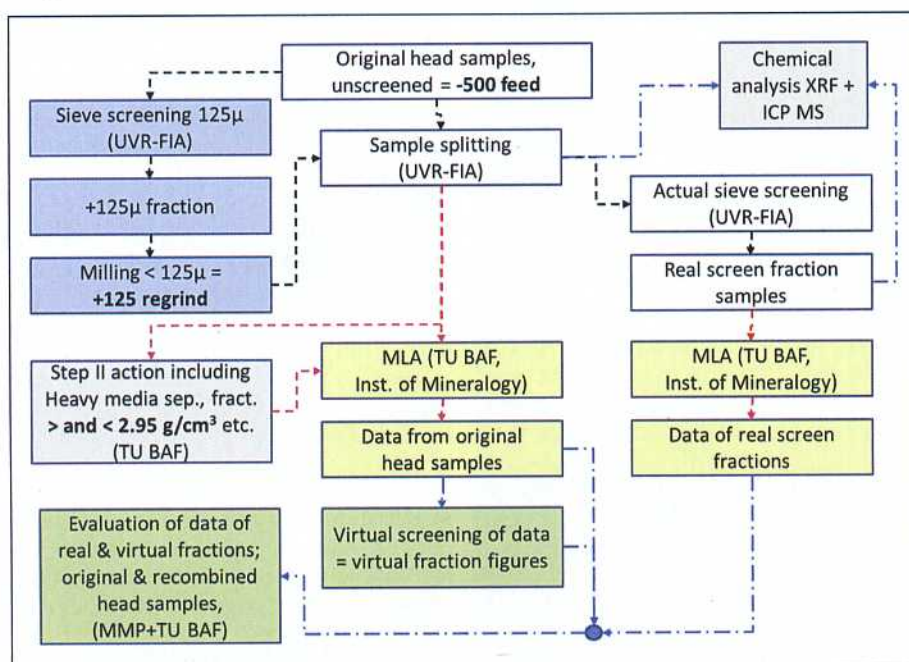 Original head samples,
unscreened = -500 feed
Chemical
analysis XRF +
ICP MS
Sieve screening 125µ
(UVR-FIA)
Sample splitting
(UVR-FIA)
+125µ fraction
Actual sieve screening
(UVR-FIA)
Milling < 125µ =
+125 regrind
Real screen fraction
samples
Step II action including
Heavy media sep., fract.
> and < 2.95 g/cm³ etc.
(TU BAF)
MLA (TU BAF,
Inst. of Mineralogy)
MLA (TU BAF,
Inst. of Mineralogy)
Data from original
head samples
Data of real screen
fractions
Evaluation of data of
real & virtual fractions;
original & recombined
head samples,
(MMP+TU BAF)
Virtual screening of data
= virtual fraction figures